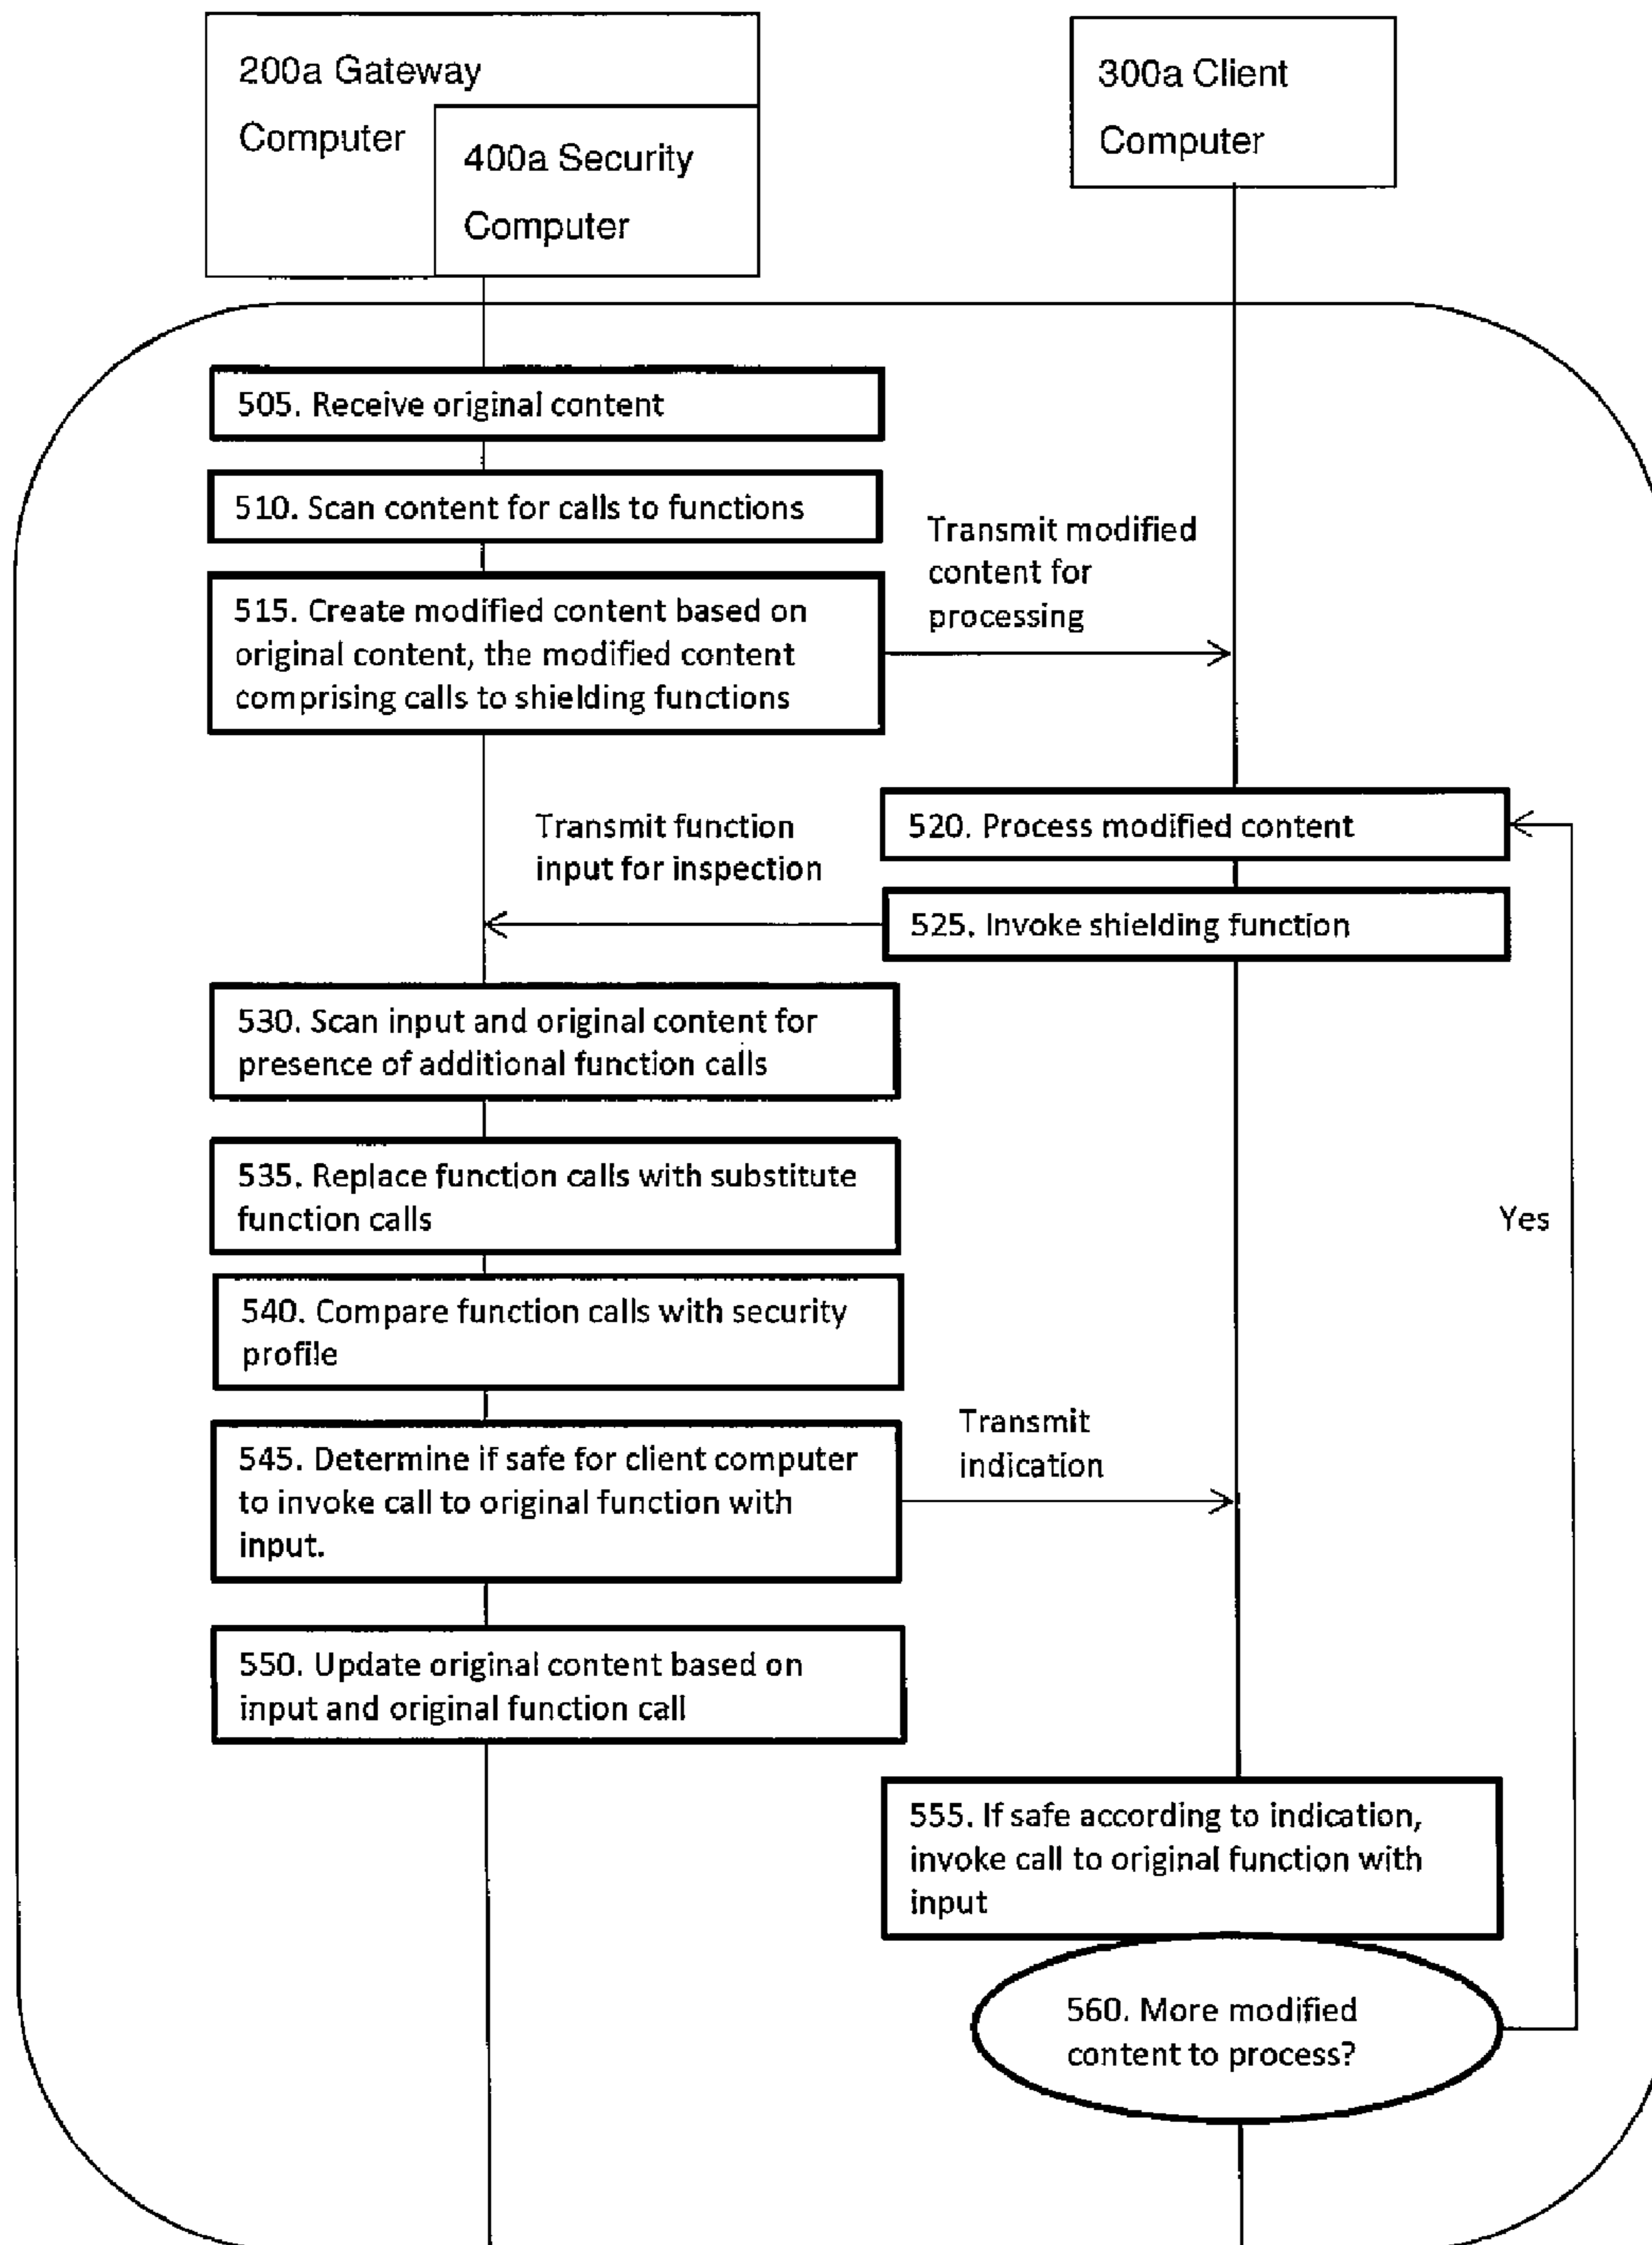 200a Gateway
Computer
400a Security
Computer
300a Client
Computer
505. Receive original content
510. Scan content for calls to functions
Transmit modified
content for
processing
515. Create modified content based on
original content, the modified content
comprising calls to shielding functions
520. Process modified content
Transmit function
input for inspection
525. Invoke shielding function
530. Scan input and original content for
presence of additional function calls
535. Replace function calls with substitute
function calls
Yes
540. Compare function calls with security
profile
545. Determine if safe for client computer
to invoke call to original function with
input.
Transmit
indication
550. Update original content based on
input and original function call
555. If safe according to indication,
invoke call to original function with
input
560. More modified
content to process?